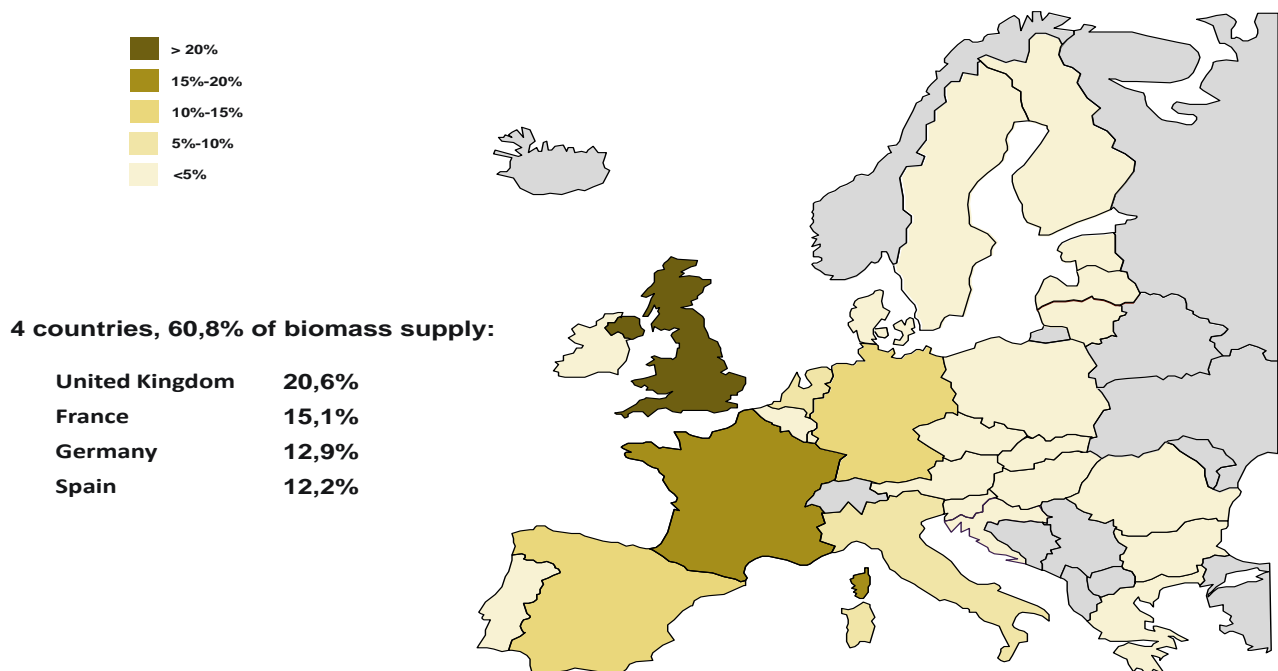 > 20%
15%-20%
10%-15%
5%-10%
<5%
4 countries, 60,8% of biomass supply:
United Kingdom 20,6%
France 15,1%
Germany 12,9%
Spain 12,2%